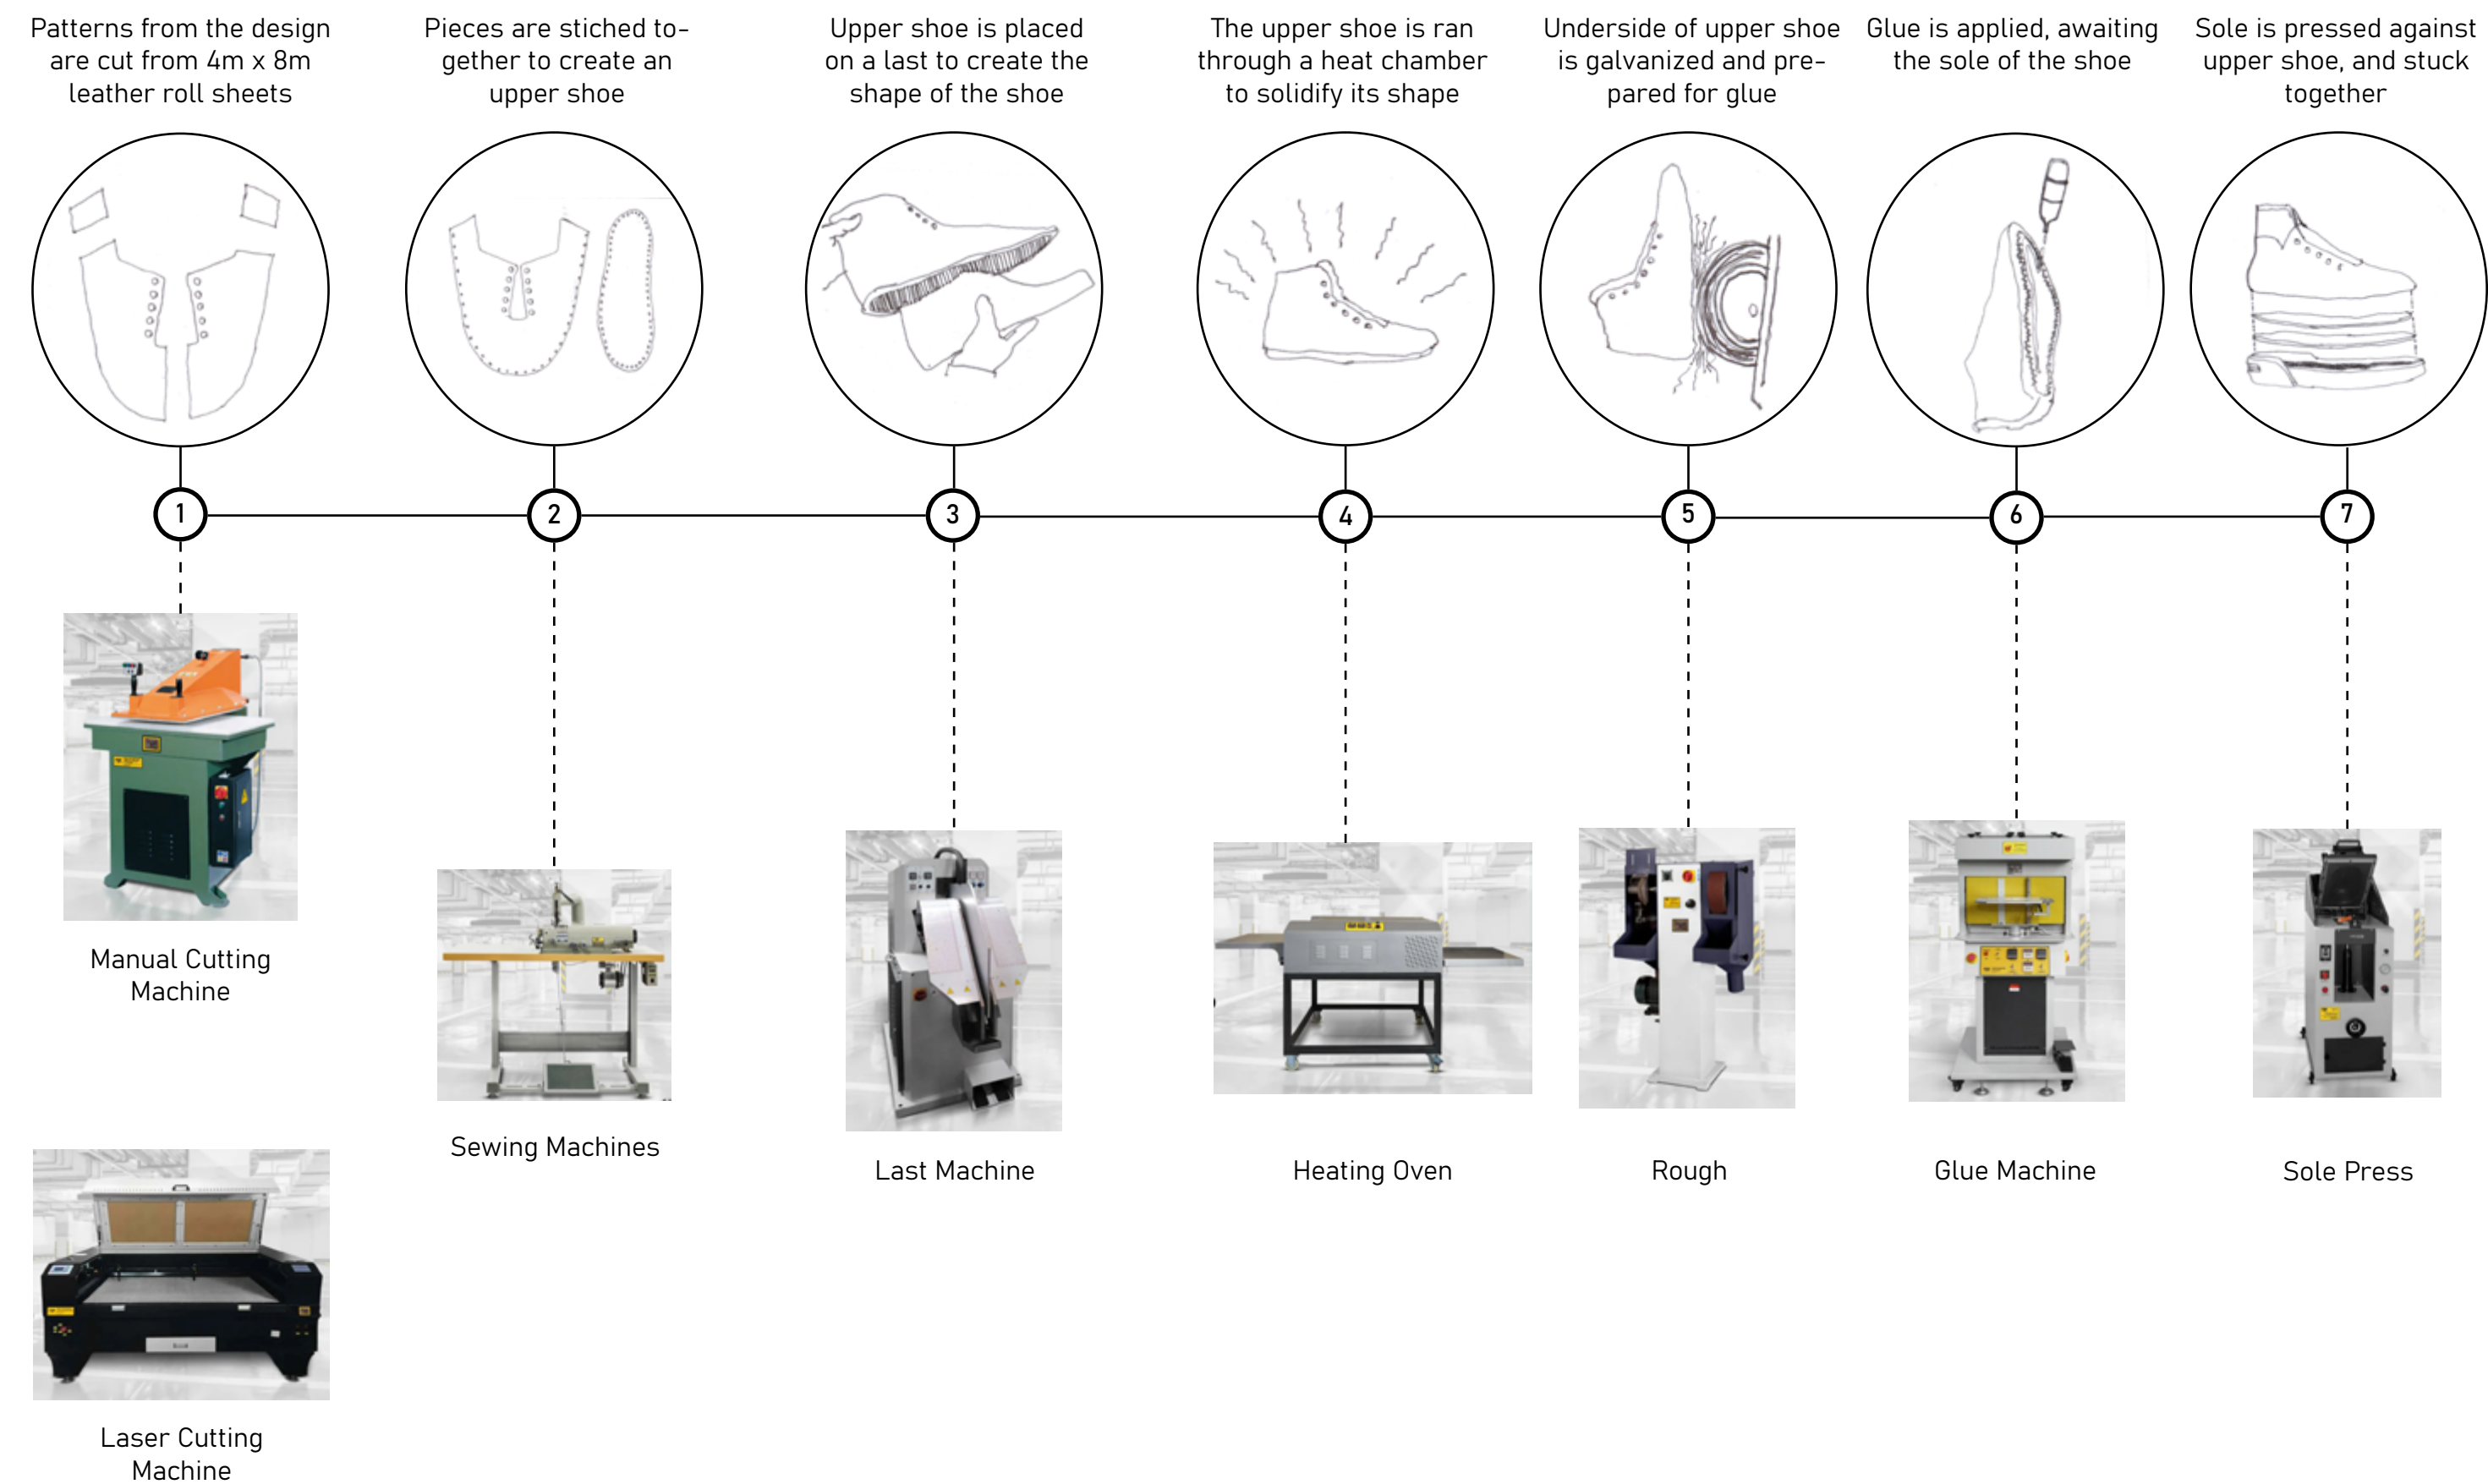 Patterns from the design
are cut from 4m x 8m
leather roll sheets
Pieces are stiched to-
gether to create an
upper shoe
Upper shoe is placed
on a last to create the
shape of the shoe
The upper shoe is ran
through a heat chamber
to solidify its shape
Underside of upper shoe
is galvanized and pre-
pared for glue
Glue is applied, awaiting
the sole of the shoe
Sole is pressed against
upper shoe, and stuck
together
1
2
3
4
5
6
7
Manual Cutting
Machine
Sewing Machines
Last Machine
Heating Oven
Rough
Glue Machine
Sole Press
Laser Cutting
Machine